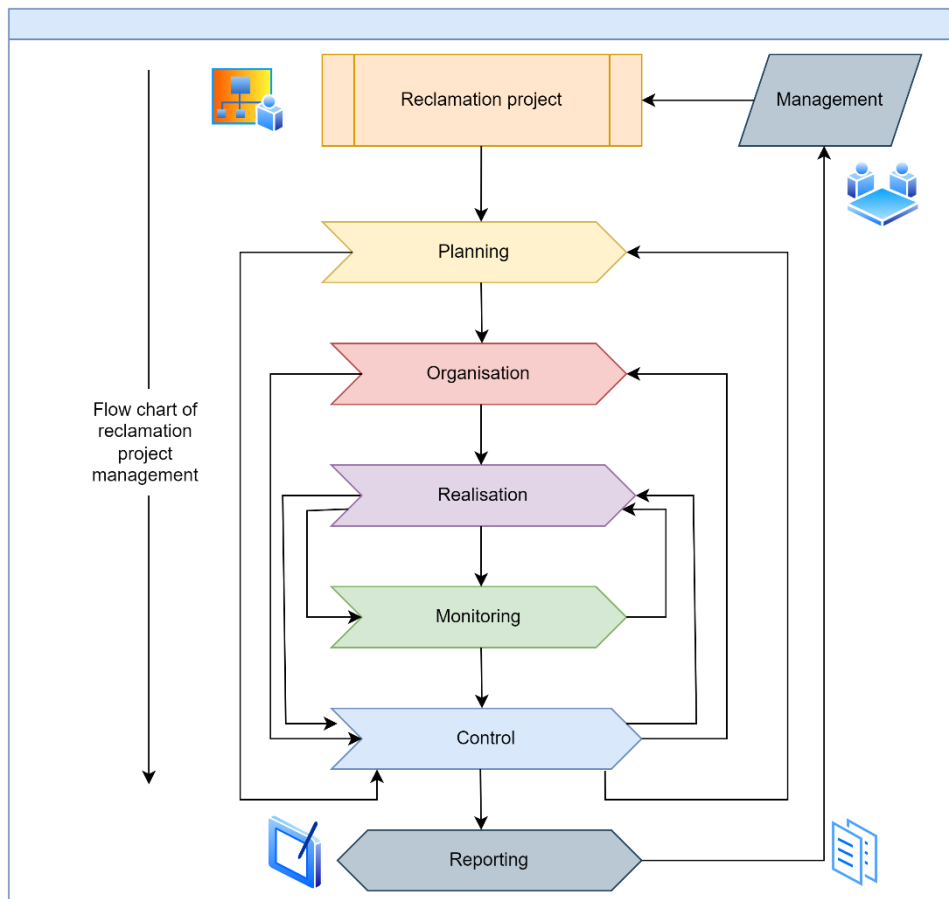 Reclamation project
Management
Planning
Organisation
Flow chart of
reclamation
project
management
Realisation
Monitoring
Control
Reporting